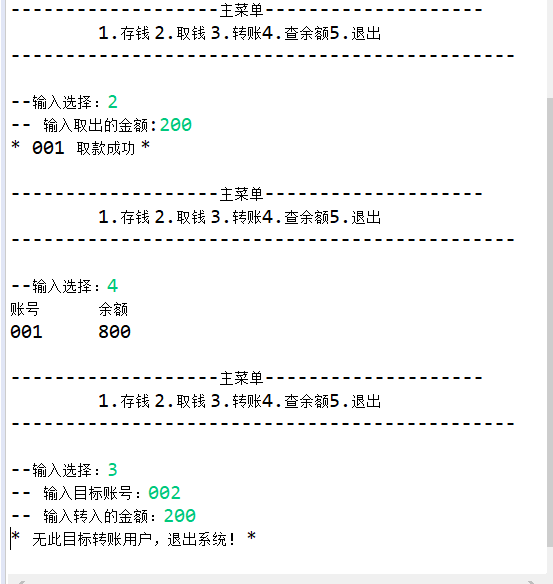 -------------------主菜单--------------------
1.存钱 2.取钱 3.转账4.查余额5.退出
----------------------------------------------
--输入选择：2
-- 输入取出的金额:200
* 001 取款成功 *
-------------------主菜单--------------------
1.存钱 2.取钱 3.转账4.查余额5.退出
----------------------------------------------
--输入选择：4
账号 余额
001 800
-------------------主菜单--------------------
1.存钱 2.取钱 3.转账4.查余额5.退出
----------------------------------------------
--输入选择：3
-- 输入目标账号：002
-- 输入转入的金额：200
* 无此目标转账用户，退出系统! *